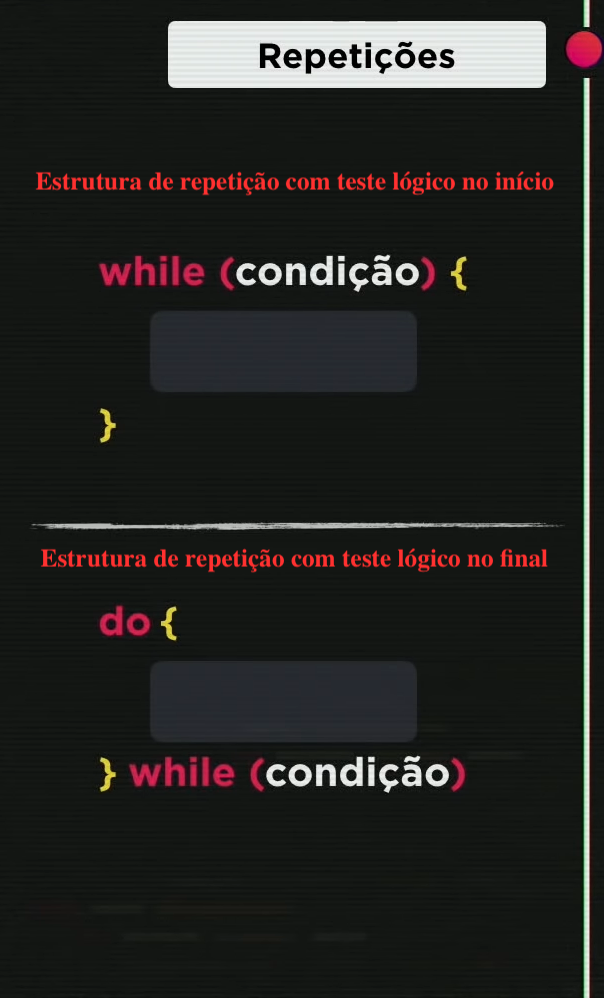 Repetições
Estrutura de repetição com teste lógico no início
while (condição) {
}
Estrutura de repetição com teste lógico no final
do {
} while (condição)